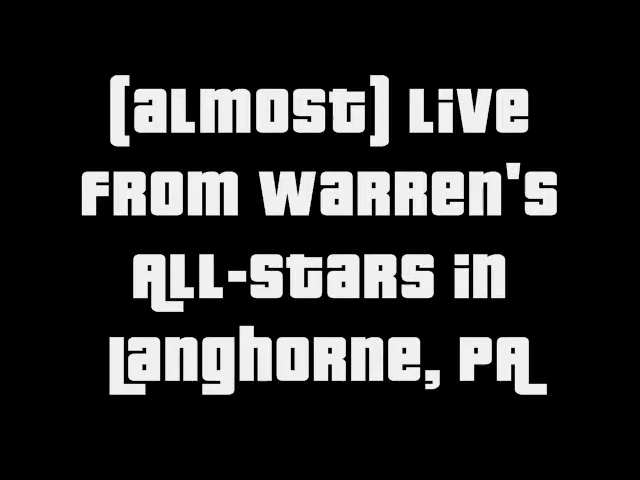 (almost) Live
from Warren's
All-Stars in
Langhorne, PA